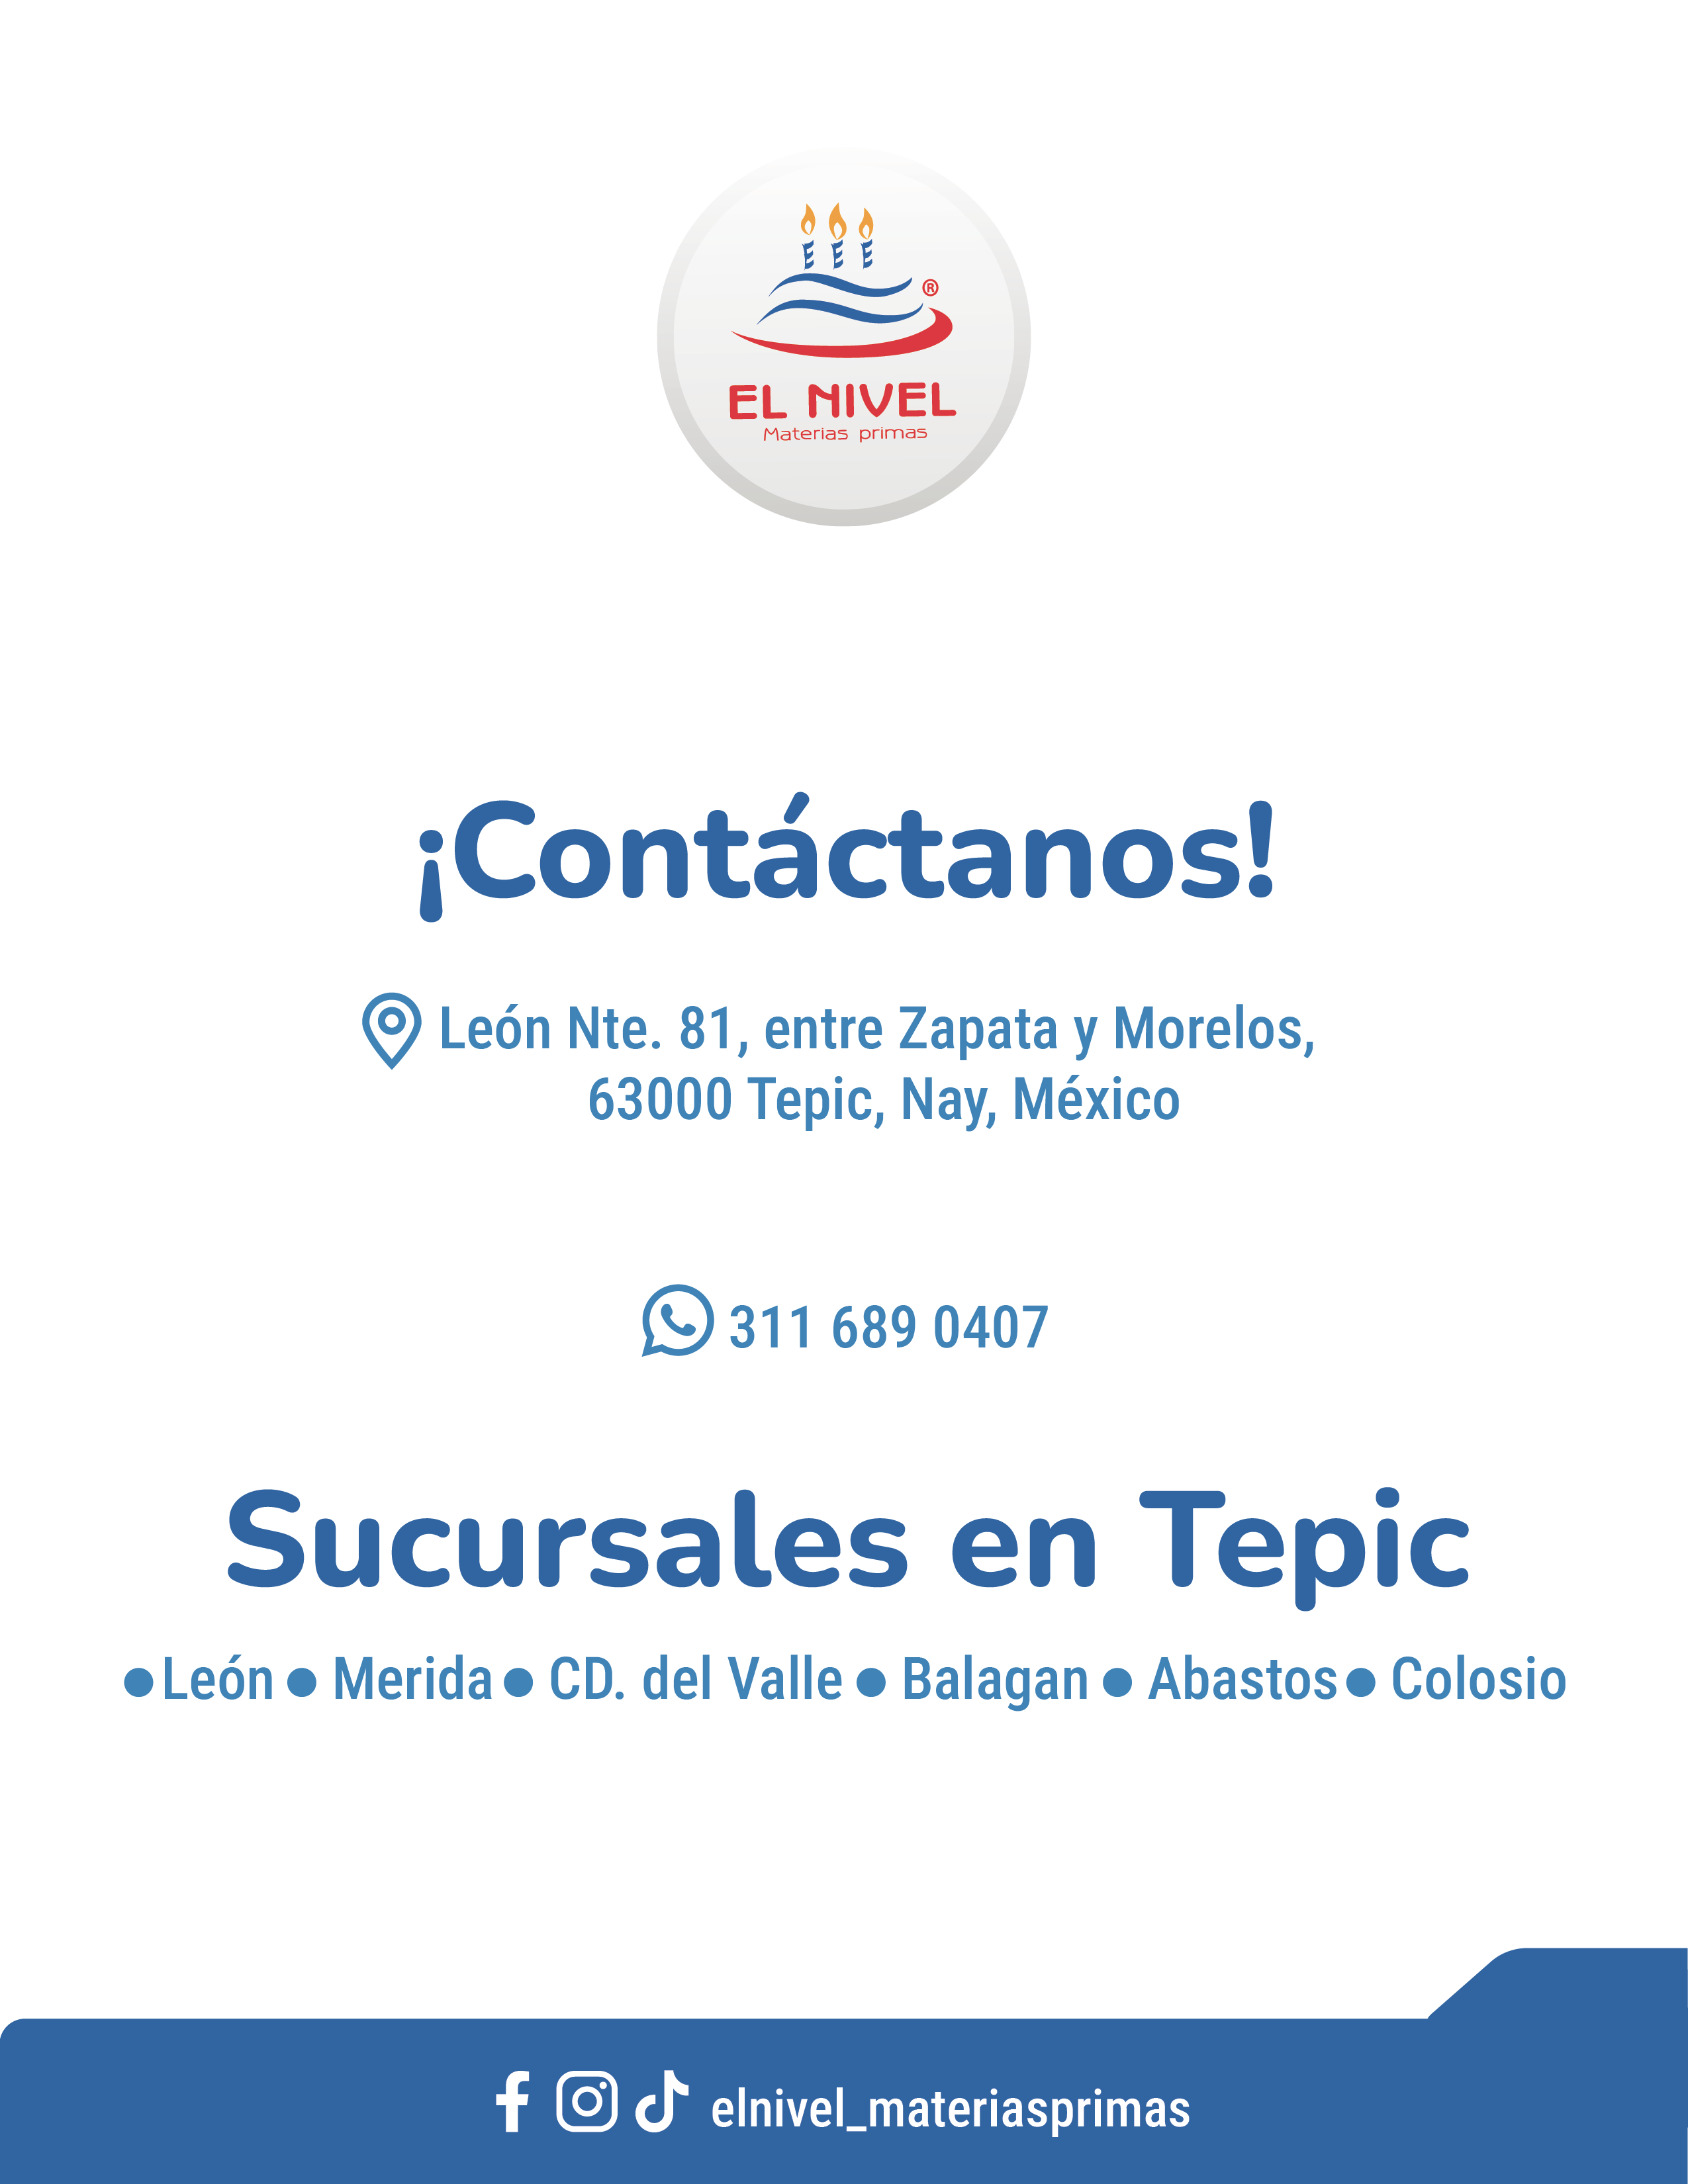 ®
EL NIVEL
Materias primas
¡Contáctanos!
León Nte. 81, entre Zapata y Morelos,
63000 Tepic, Nay, México
311 689 0407
Sucursales en Tepic
● León ● Merida ● CD. del Valle ● Balagan ● Abastos ● Colosio
elnivel_materiasprimas